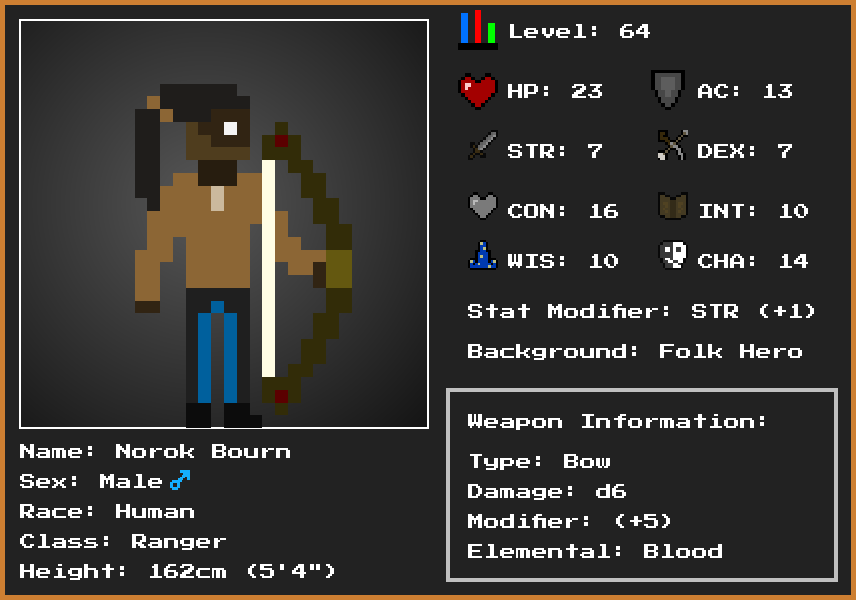 Level: 64
HP: 23
AC: 13
STR: 7
DEX: 7
CON: 16
INT: 10
WIS: 10
CHA: 14
Stat Modifier: STR (+1)
Background: Folk Hero
Weapon Information:
Type: Bow
Damage: d6
Modifier: (+5)
Elemental: Blood
Name: Norok Bourn
Sex: Male ♂
Race: Human
Class: Ranger
Height: 162cm (5'4")